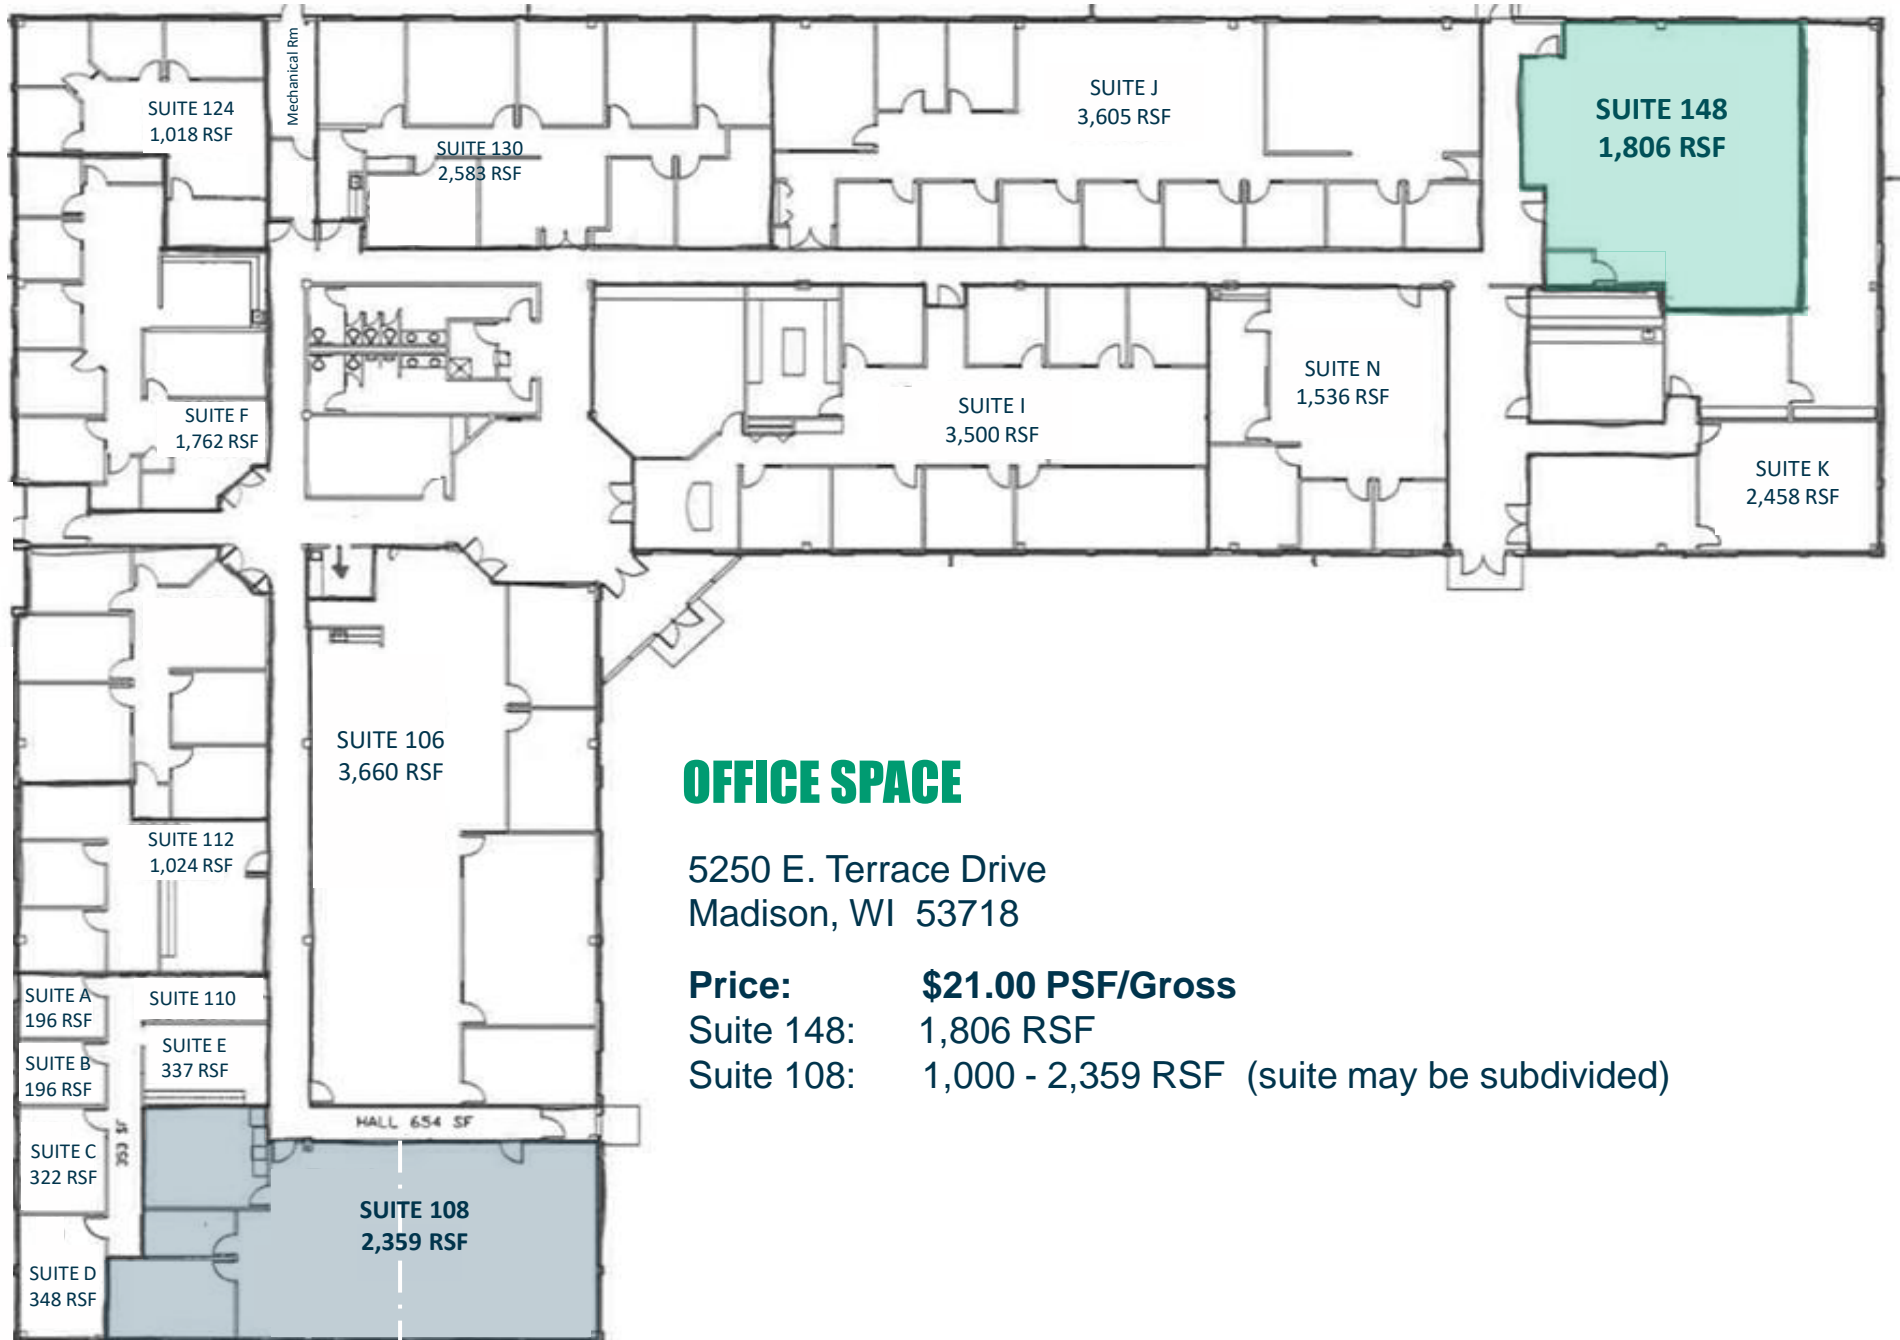 Mechanical Rm
SUITE 124
1,018 RSF
SUITE 130
2,583 RSF
SUITE J
3,605 RSF
SUITE 148
1,806 RSF
SUITE F
1,762 RSF
SUITE I
3,500 RSF
SUITE N
1,536 RSF
SUITE K
2,458 RSF
SUITE 106
3,660 RSF
SUITE 112
1,024 RSF
SUITE A
196 RSF
SUITE 110
SUITE B
196 RSF
SUITE E
337 RSF
HALL 654 SF
SUITE C
322 RSF
353 SF
SUITE 108
2,359 RSF
SUITE D
348 RSF
OFFICE SPACE
5250 E. Terrace Drive
Madison, WI 53718
Price: $21.00 PSF/Gross
Suite 148: 1,806 RSF
Suite 108: 1,000 - 2,359 RSF (suite may be subdivided)